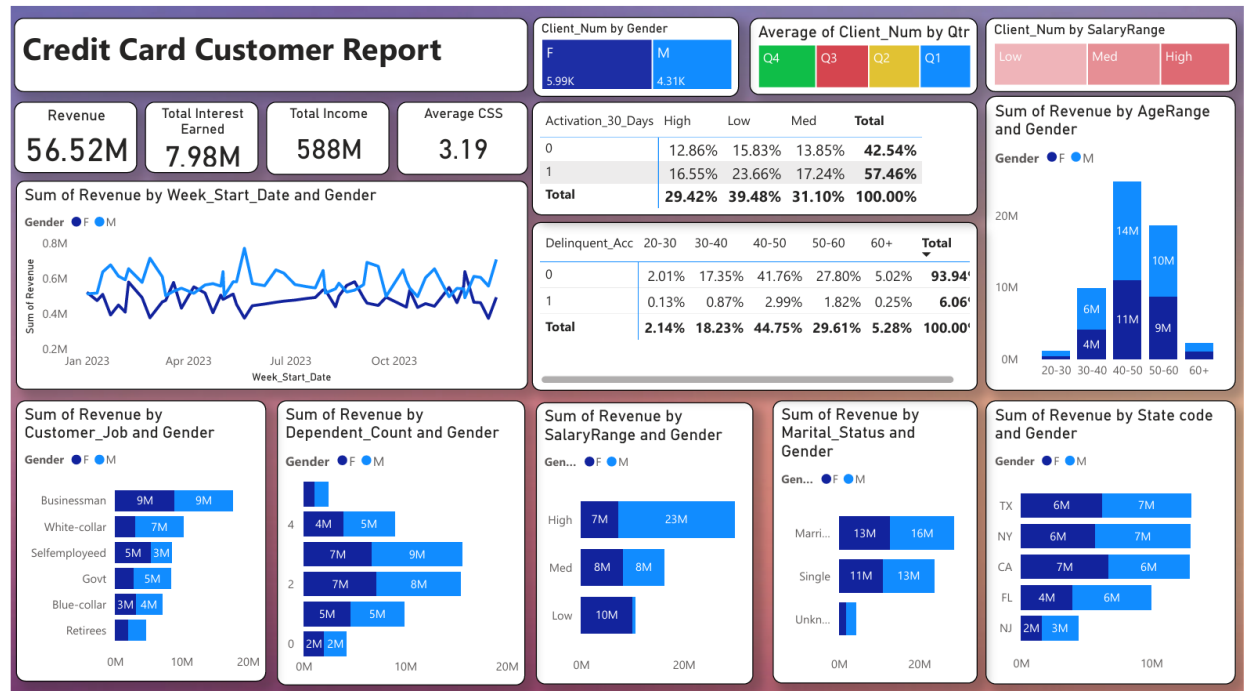 Credit Card Customer Report
Client_Num by Gender
F
5.99K
M
4.31K
Average of Client_Num by Qtr
Q4
Q3
Q2
Q1
Client_Num by SalaryRange
Low
Med
High
Revenue
56.52M
Total Interest
Earned
7.98M
Total Income
588M
Average CSS
3.19
Activation_30_Days High Low Med Total
0 12.86% 15.83% 13.85% 42.54%
1 16.55% 23.66% 17.24% 57.46%
Total 29.42% 39.48% 31.10% 100.00%
Sum of Revenue by AgeRange
and Gender
Gender F M
20M
10M
0M
14M
11M
6M
4M
10M
9M
20-30 30-40 40-50 50-60 60+
Sum of Revenue by Week_Start_Date and Gender
Gender F M
Sum of Revenue
0.8M
0.6M
0.4M
0.2M
Jan 2023 Apr 2023 Jul 2023 Oct 2023
Week_Start_Date
Delinquent_Acc 20-30 30-40 40-50 50-60 60+ Total
0 2.01% 17.35% 41.76% 27.80% 5.02% 93.94
1 0.13% 0.87% 2.99% 1.82% 0.25% 6.06
Total 2.14% 18.23% 44.75% 29.61% 5.28% 100.00
Sum of Revenue by
Customer_Job and Gender
Gender F M
Businessman 9M 9M
White-collar 7M
Selfemployeed 5M 3M
Govt 5M
Blue-collar 3M 4M
Retirees
0M 10M 20M
Sum of Revenue by
Dependent_Count and Gender
Gender F M
4 4M 5M
7M 9M
2 7M 8M
5M 5M
0 2M 2M
0M 10M 20M
Sum of Revenue by
SalaryRange and Gender
Gen... F M
High 7M 23M
Med 8M 8M
Low 10M
0M 20M
Sum of Revenue by
Marital_Status and
Gender
Gen... F M
Marri... 13M 16M
Single 11M 13M
Unkn...
0M 20M
Sum of Revenue by State code
and Gender
Gender F M
TX 6M 7M
NY 6M 7M
CA 7M 6M
FL 4M 6M
NJ 2M 3M
0M 10M